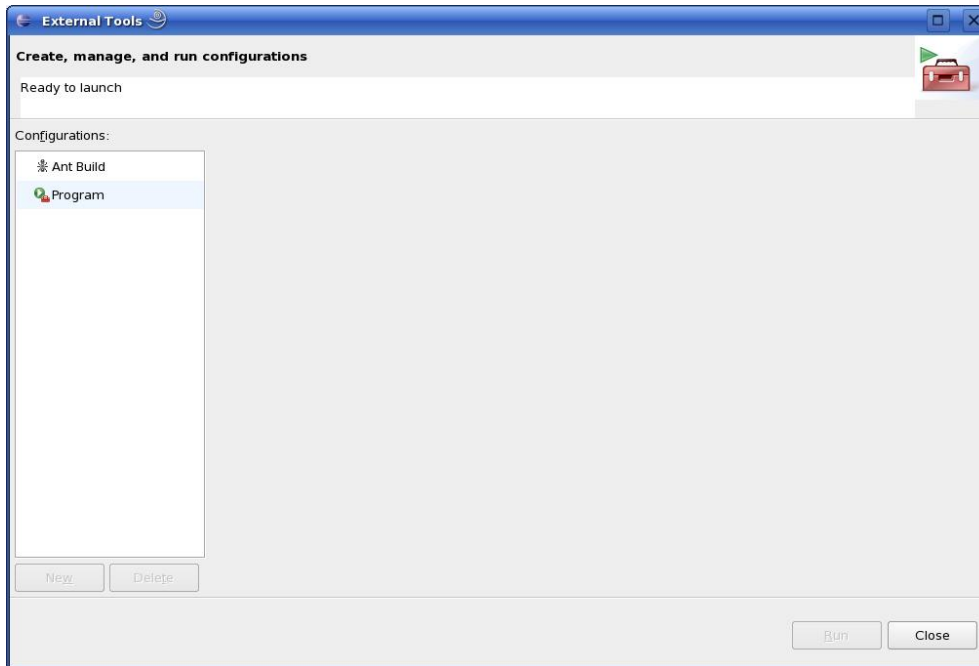 External Tools
Create, manage, and run configurations
Ready to launch
Configurations:
Ant Build
Program
New Delete
Run Close